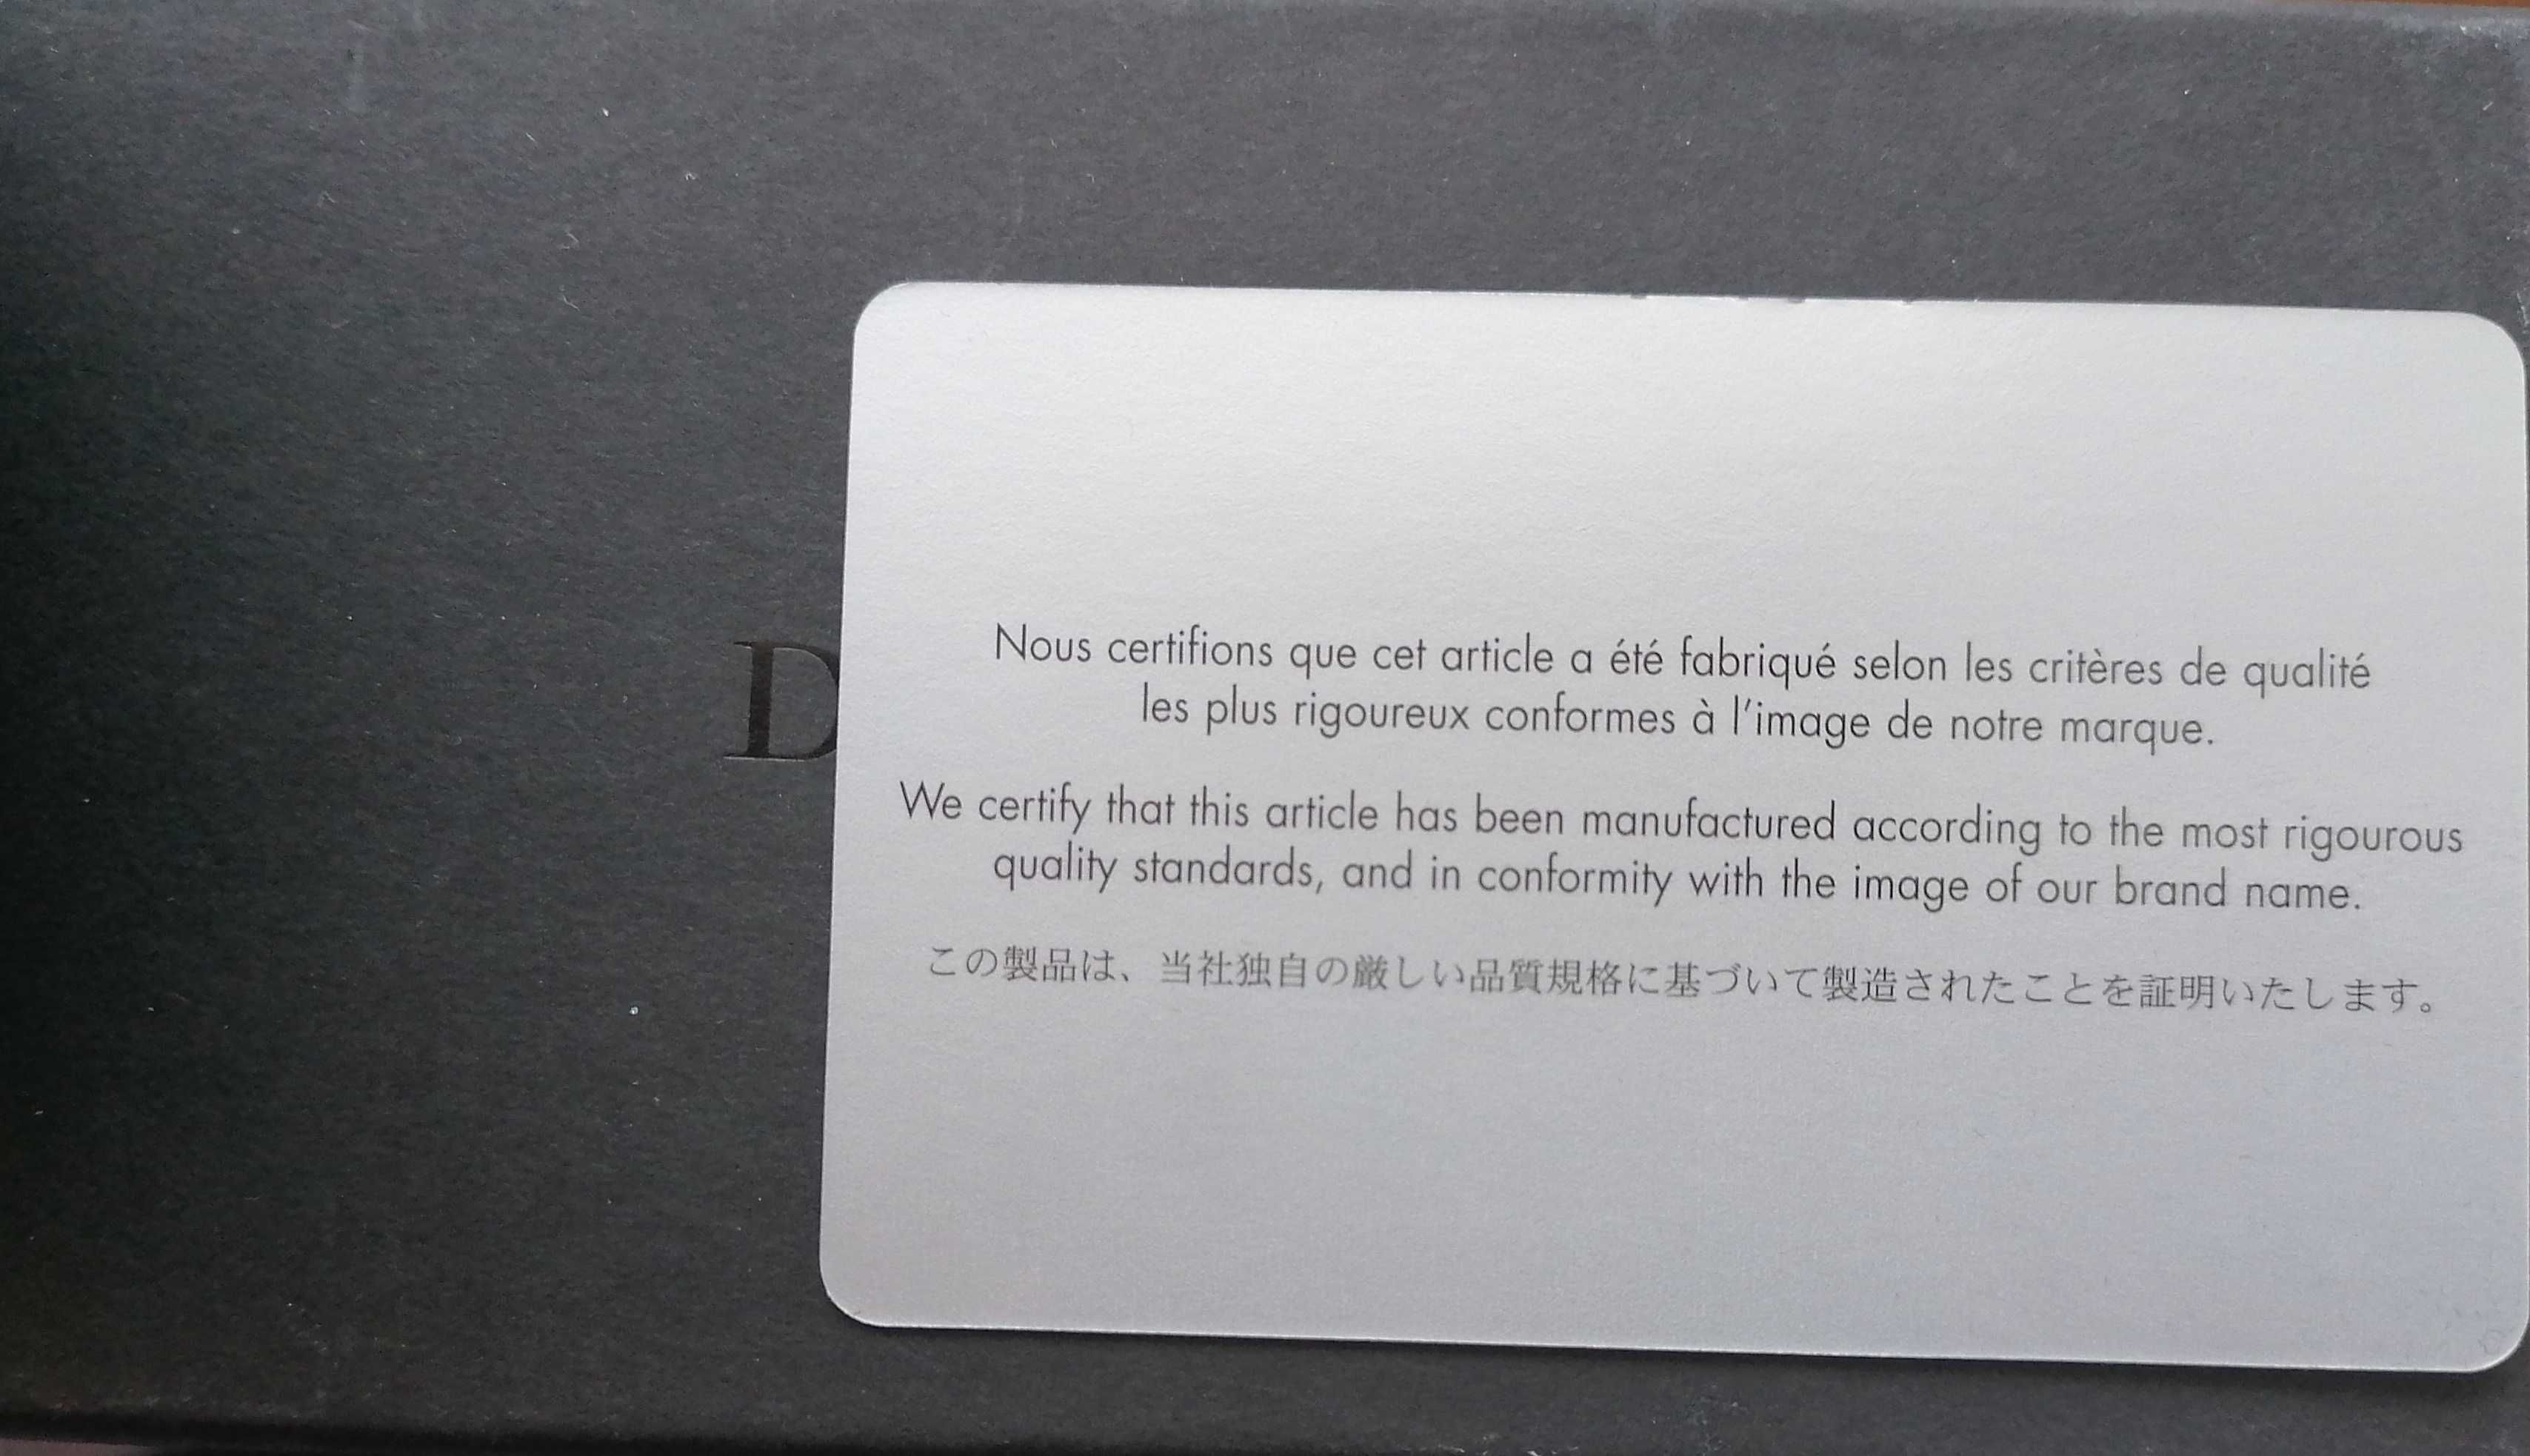 D
Nous certifions que cet article a été fabriqué selon les critères de qualité
les plus rigoureux conformes à l'image de notre marque.
We certify that this article has been manufactured according to the most rigourous
quality standards, and in conformity with the image of our brand name.
この製品は、当社独自の厳しい品質規格に基づいて製造されたことを証明いたします。